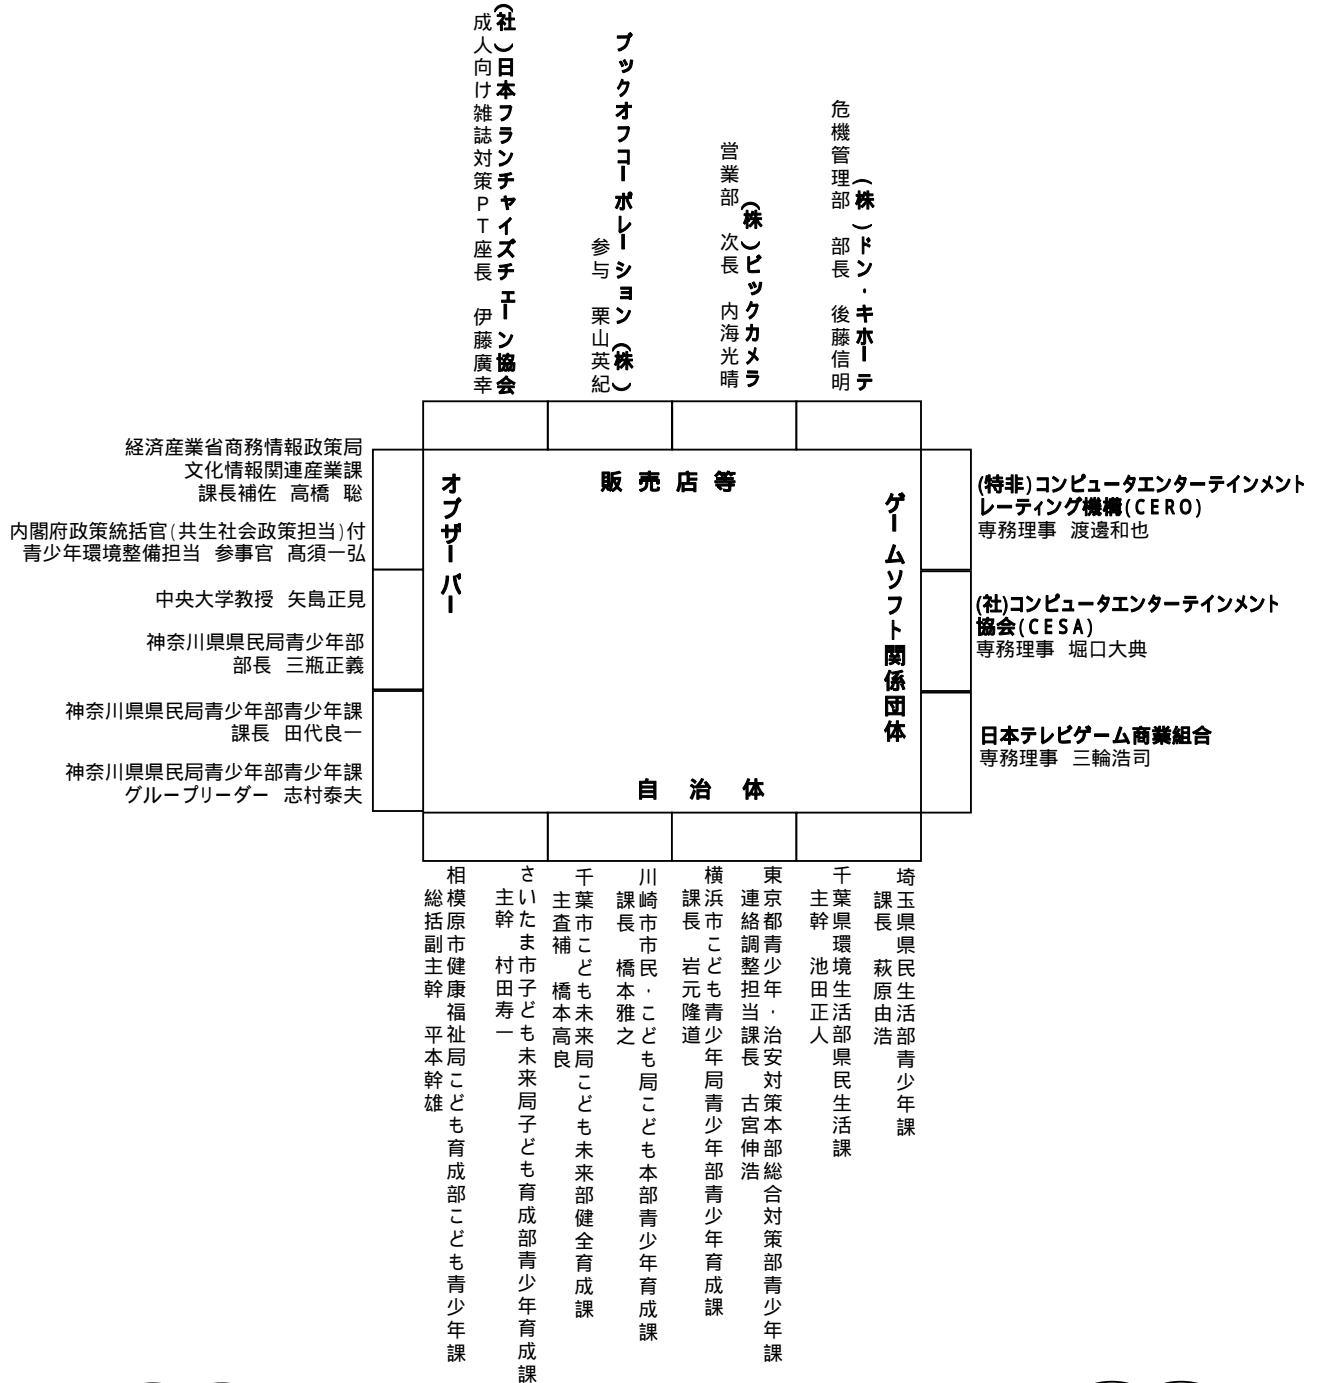 (社)日本フランチャイズチェーン協会
成人向け雑誌対策PT座長 伊藤廣幸
ブックオフコーポレーション(株)
参与 栗山英紀
(株)ビックカメラ
営業部 次長 内海光晴
(株)ドン・キホーテ
危機管理部 部長 後藤信明
販売店等
オブザーバー
経済産業省商務情報政策局
文化情報関連産業課
課長補佐 高橋 聡
内閣府政策統括官(共生社会政策担当)付
青少年環境整備担当 参事官 髙須一弘
中央大学教授 矢島正見
神奈川県県民局青少年部
部長 三瓶正義
神奈川県県民局青少年部青少年課
課長 田代良一
神奈川県県民局青少年部青少年課
グループリーダー 志村泰夫
ゲームソフト関係団体
(特非)コンピュータエンターテインメント
レーティング機構(CERO)
専務理事 渡邊和也
(社)コンピュータエンターテインメント
協会(CESA)
専務理事 堀口大典
日本テレビゲーム商業組合
専務理事 三輪浩司
自治体
埼玉県県民生活部青少年課
課長 萩原由浩
千葉県環境生活部県民生活課
主幹 池田正人
東京都青少年・治安対策本部総合対策部青少年課
連絡調整担当課長 古宮伸浩
横浜市こども青少年局青少年部青少年育成課
課長 岩元隆道
川崎市市民・こども局こども本部青少年育成課
課長 橋本雅之
千葉市こども未来局こども未来部健全育成課
主査補 橋本高良
さいたま市子ども未来局子ども育成部青少年育成課
主幹 村田寿一
相模原市健康福祉局こども育成部こども青少年課
総括副主幹 平本幹雄